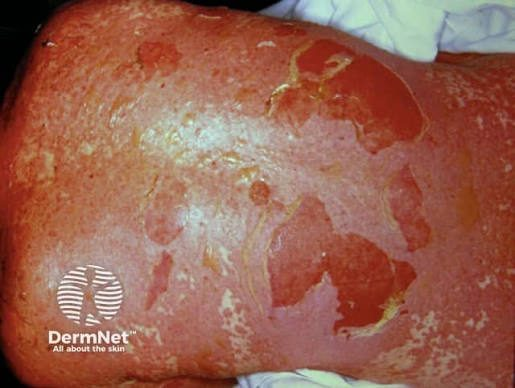 DermNet™
All about the skin